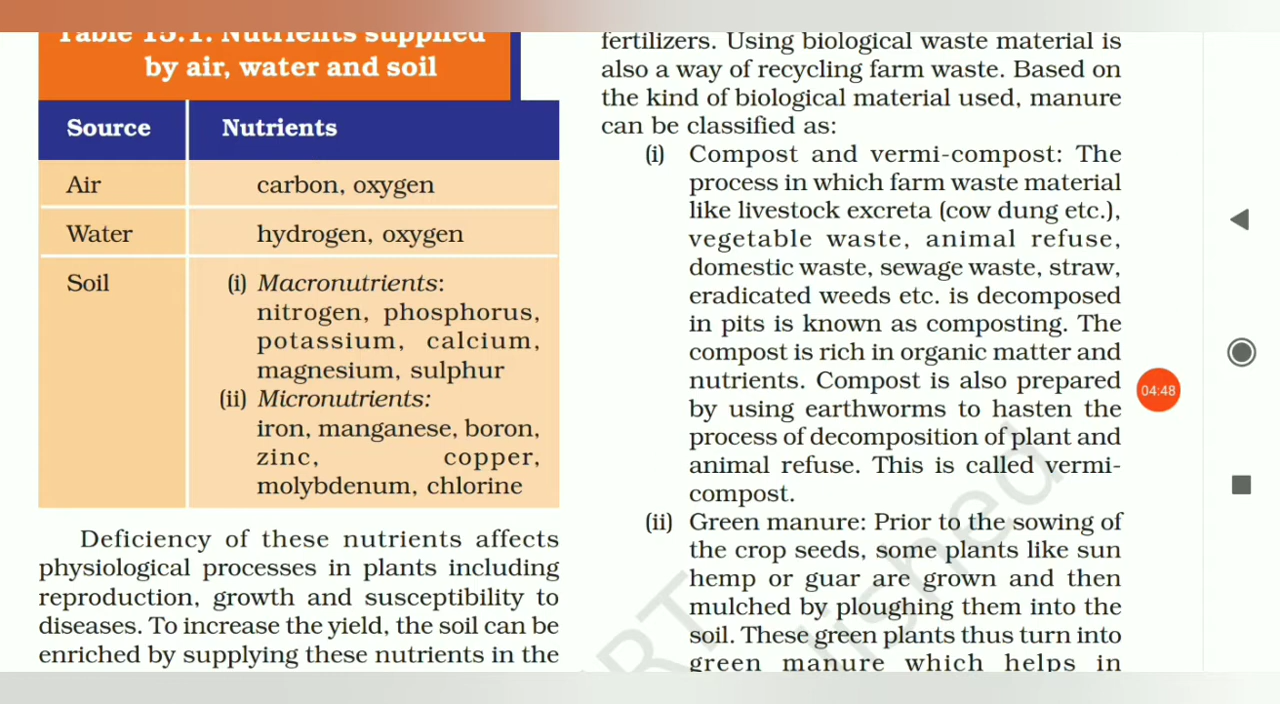 Table 15.1: Nutrients supplied
by air, water and soil
Source Nutrients
Air carbon, oxygen
Water hydrogen, oxygen
Soil (i) Macronutrients:
nitrogen, phosphorus,
potassium, calcium,
magnesium, sulphur
(ii) Micronutrients:
iron, manganese, boron,
zinc, copper,
molybdenum, chlorine
Deficiency of these nutrients affects
physiological processes in plants including
reproduction, growth and susceptibility to
diseases. To increase the yield, the soil can be
enriched by supplying these nutrients in the
fertilizers. Using biological waste material is
also a way of recycling farm waste. Based on
the kind of biological material used, manure
can be classified as:
(i) Compost and vermi-compost: The
process in which farm waste material
like livestock excreta (cow dung etc.),
vegetable waste, animal refuse,
domestic waste, sewage waste, straw,
eradicated weeds etc. is decomposed
in pits is known as composting. The
compost is rich in organic matter and
nutrients. Compost is also prepared
by using earthworms to hasten the
process of decomposition of plant and
animal refuse. This is called vermi-
compost.
(ii) Green manure: Prior to the sowing of
the crop seeds, some plants like sun
hemp or guar are grown and then
mulched by ploughing them into the
soil. These green plants thus turn into
green manure which helps in
04:48